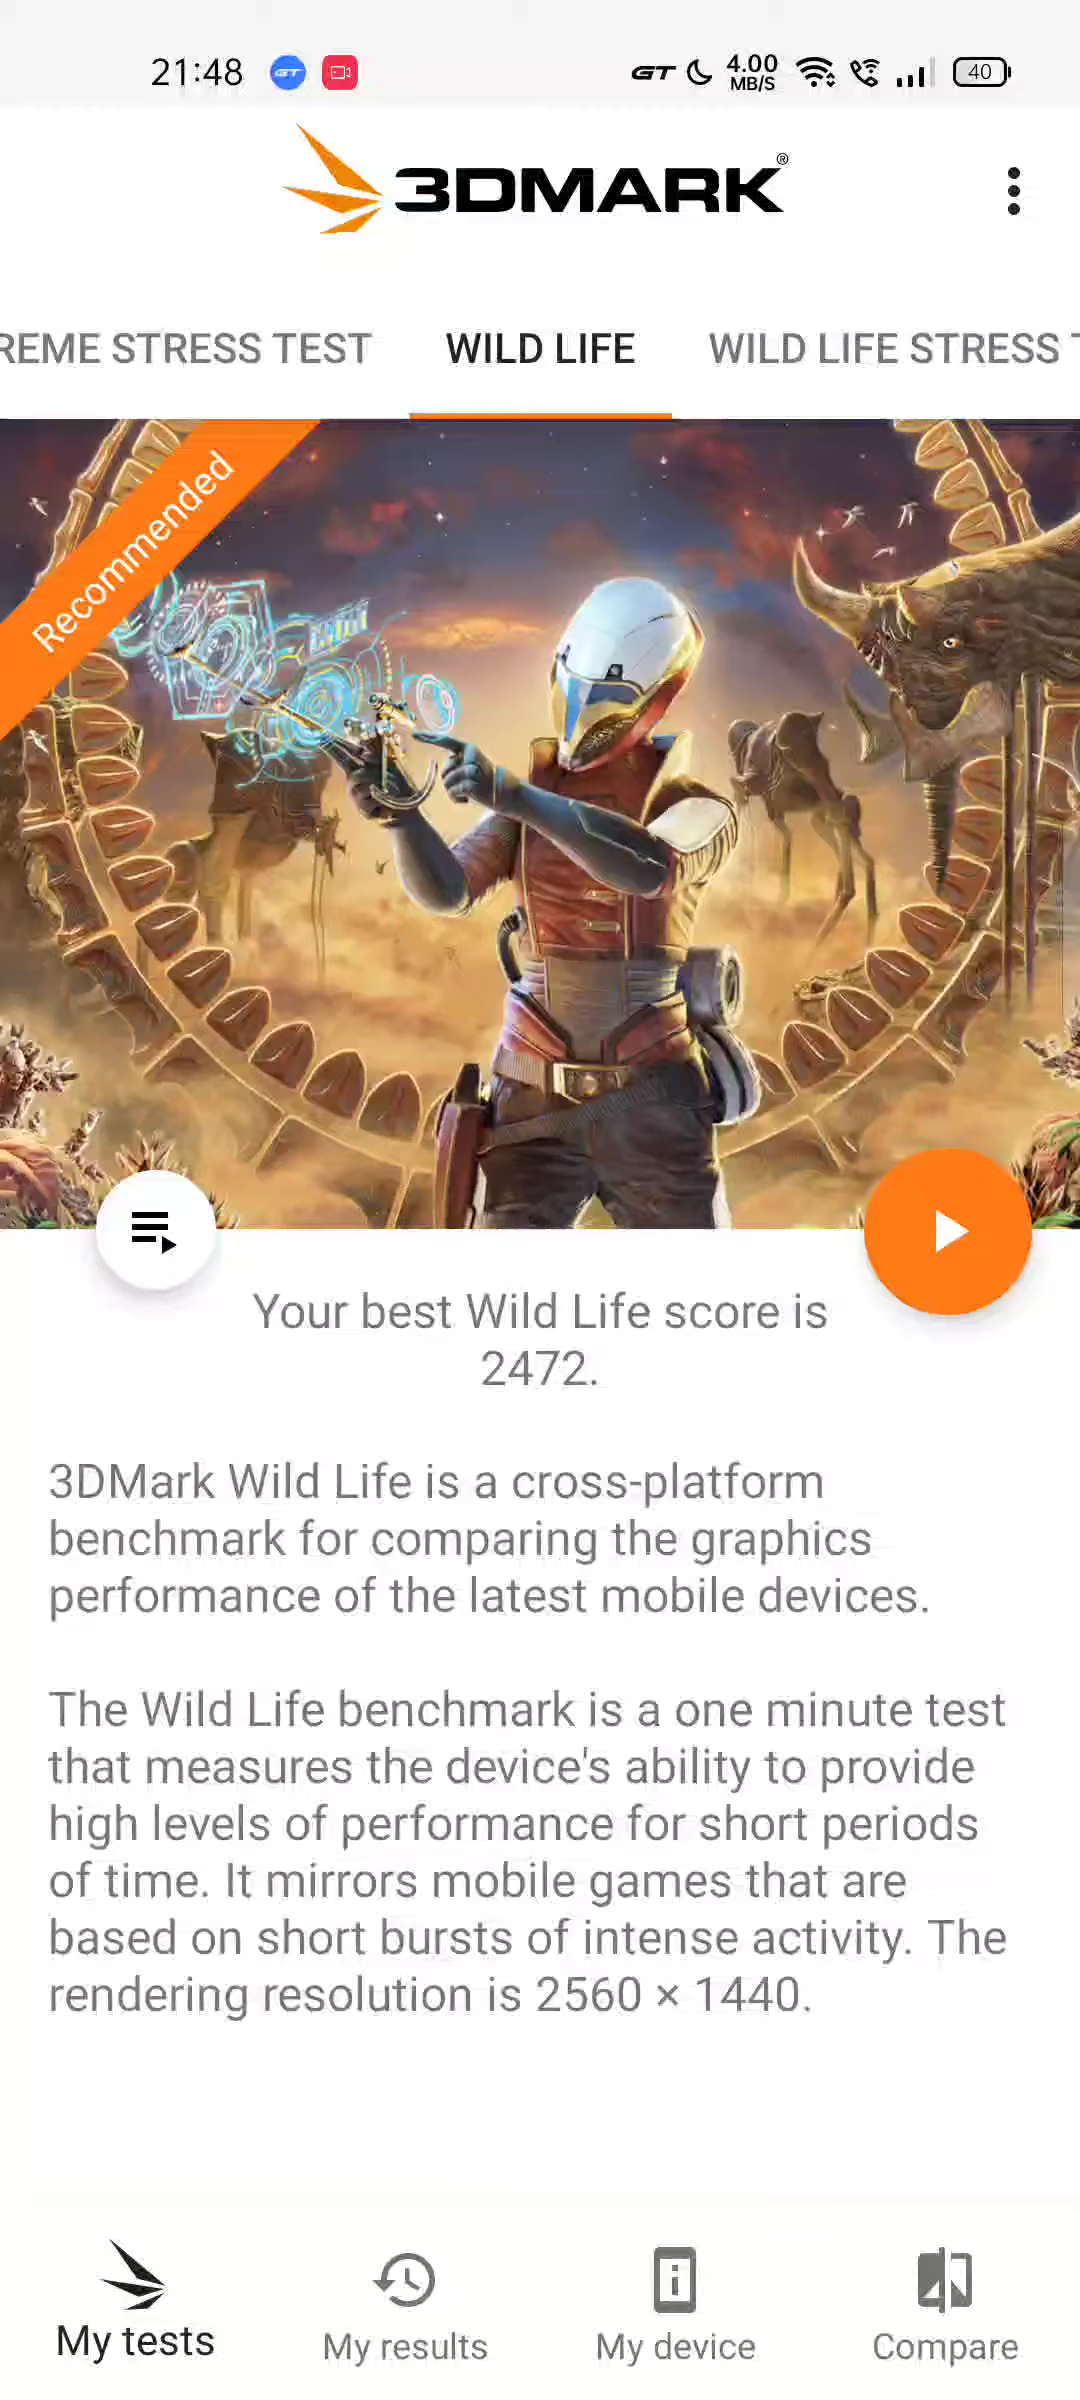 21:48 GT GT 4.00 MB/S 40
3DMARK®
REME STRESS TEST WILD LIFE WILD LIFE STRESS T
Recommended
Your best Wild Life score is
2472.
3DMark Wild Life is a cross-platform
benchmark for comparing the graphics
performance of the latest mobile devices.
The Wild Life benchmark is a one minute test
that measures the device's ability to provide
high levels of performance for short periods
of time. It mirrors mobile games that are
based on short bursts of intense activity. The
rendering resolution is 2560 × 1440.
My tests My results My device Compare